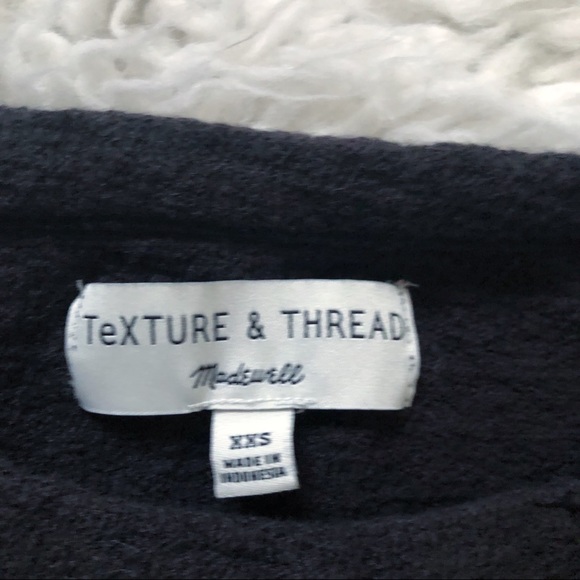 TeXTURE & THREAD
Madewell
XXS
MADE IN
INDONESIA